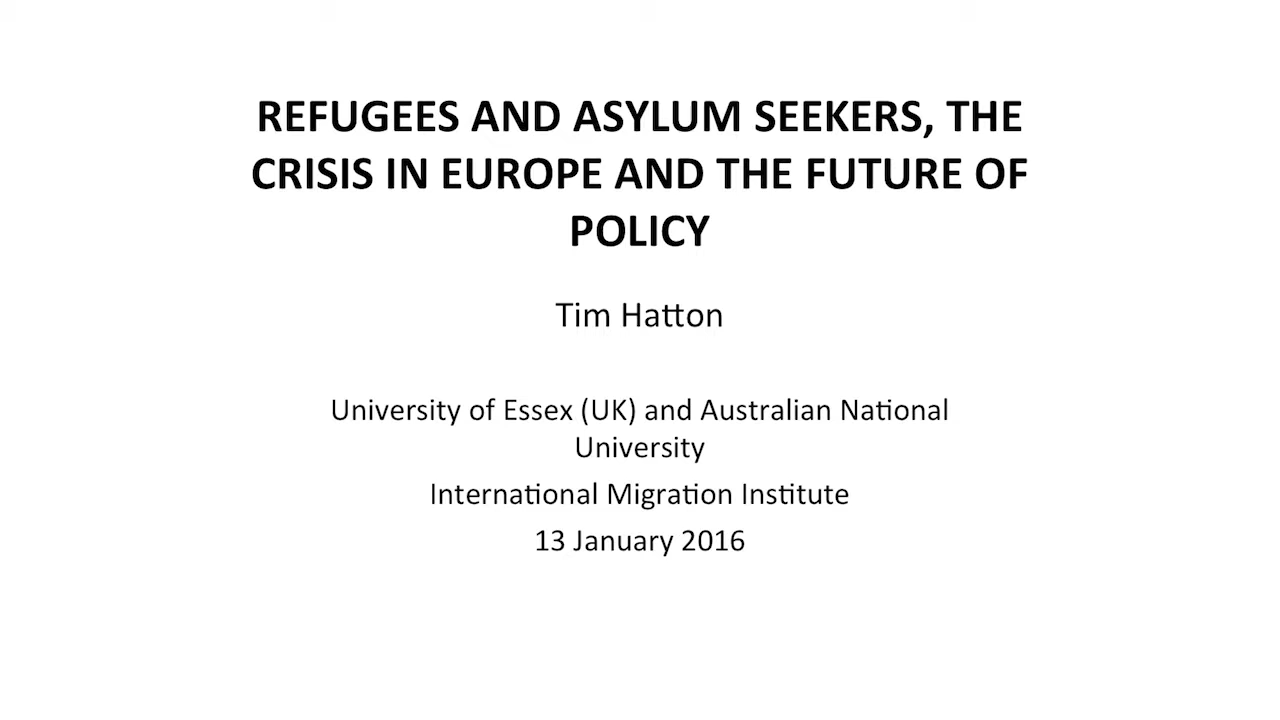 REFUGEES AND ASYLUM SEEKERS, THE
CRISIS IN EUROPE AND THE FUTURE OF
POLICY
Tim Hatton
University of Essex (UK) and Australian National
University
International Migration Institute
13 January 2016